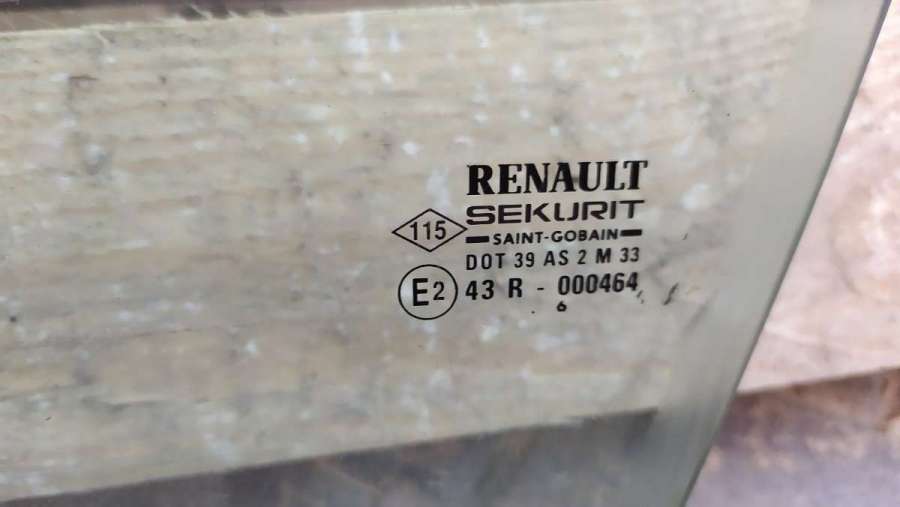 RENAULT
115 SEKURIT
SAINT-GOBAIN
DOT 39 AS 2 M 33
E2 43 R - 000464
6